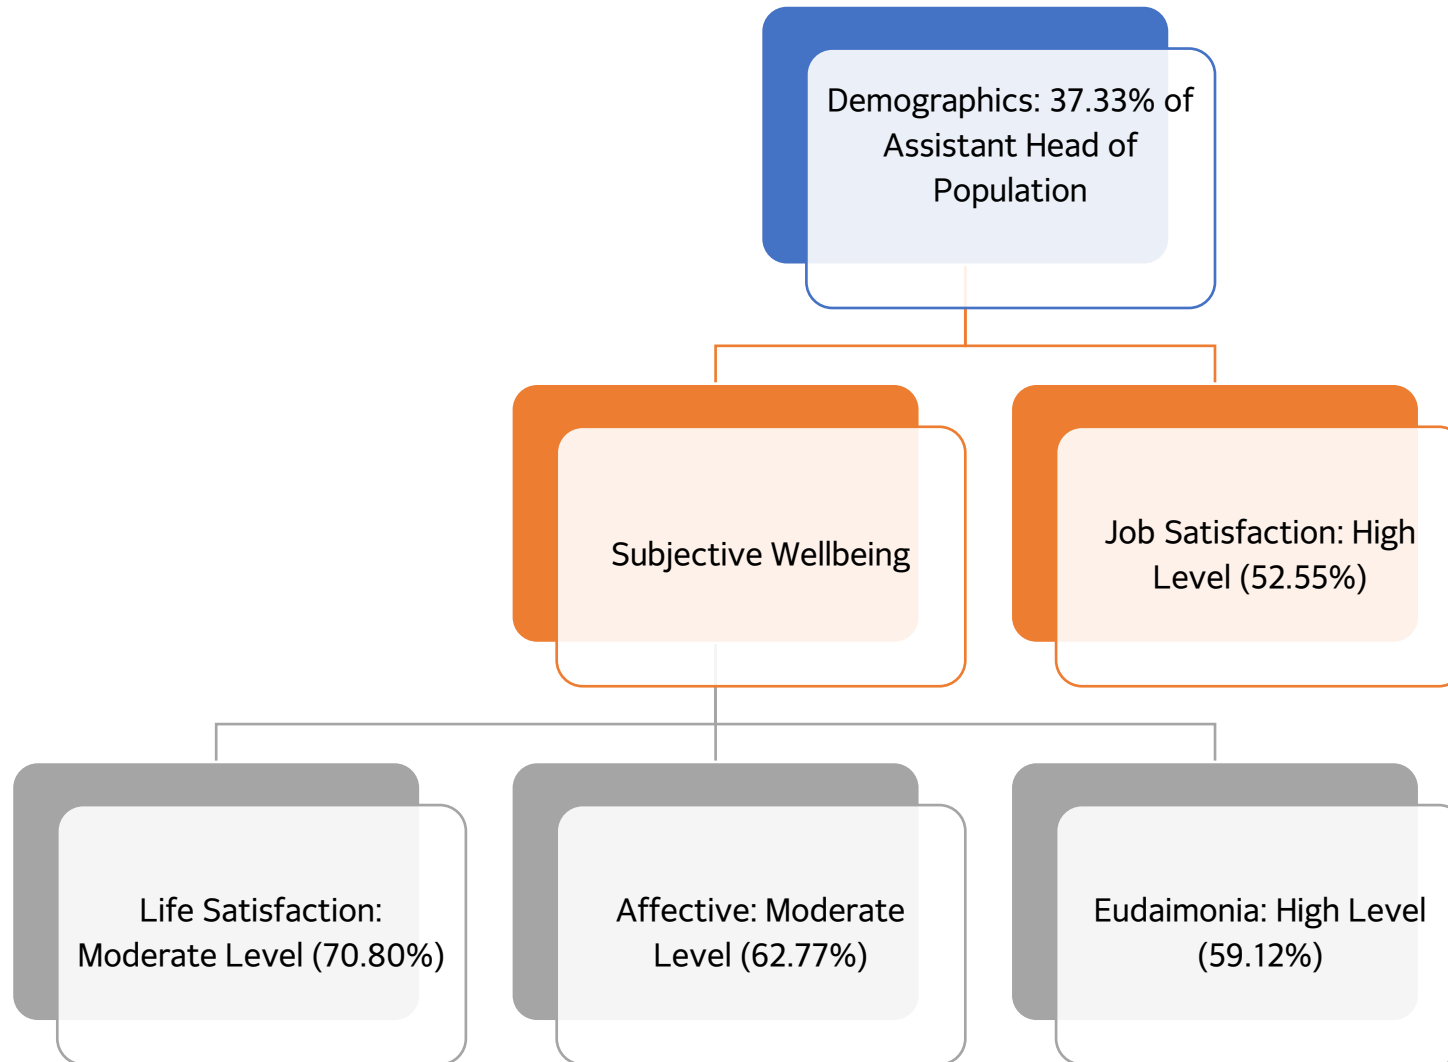 Demographics: 37.33% of
Assistant Head of
Population
Subjective Wellbeing
Job Satisfaction: High
Level (52.55%)
Life Satisfaction:
Moderate Level (70.80%)
Affective: Moderate
Level (62.77%)
Eudaimonia: High Level
(59.12%)